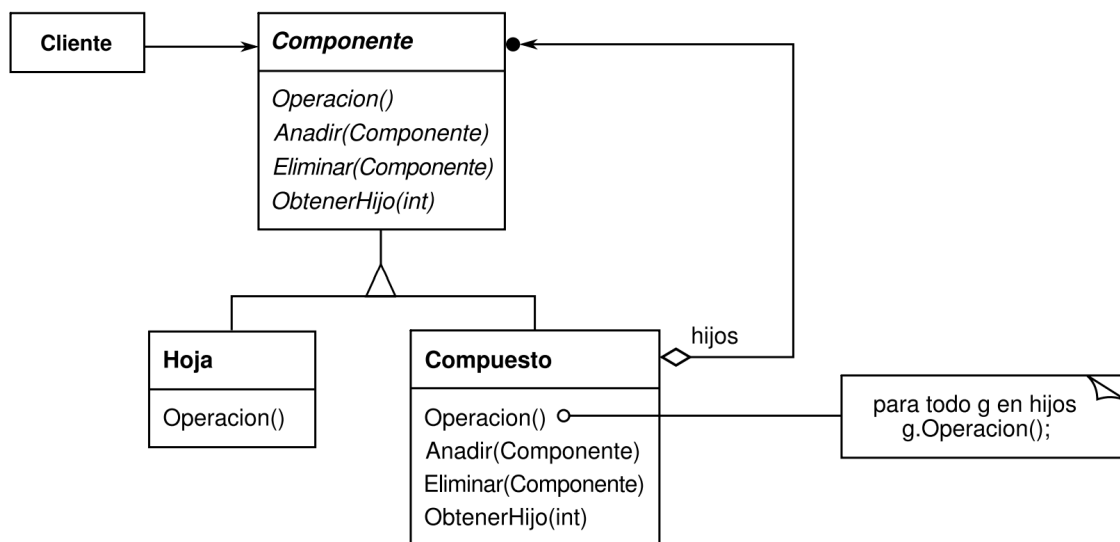 Cliente
Componente
Operacion()
Anadir(Componente)
Eliminar(Componente)
ObtenerHijo(int)
hijos
Hoja
Operacion()
Compuesto
Operacion()
Anadir(Componente)
Eliminar(Componente)
ObtenerHijo(int)
para todo g en hijos
g.Operacion();